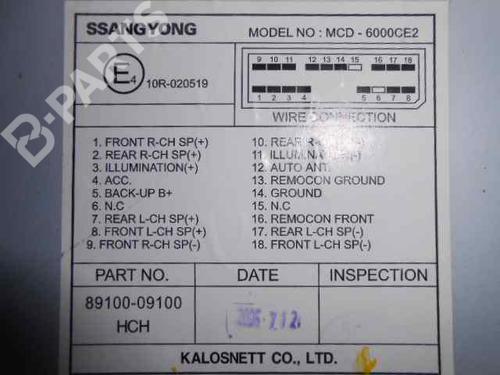 SSANGYONG
MODEL NO : MCD - 6000CE2
E4
10R-020519
9 10 11 12 13 14 15 16 17 18
1 2 3 4 5 6 7 8
WIRE CONNECTION
1. FRONT R-CH SP(+)
2. REAR R-CH SP(+)
3. ILLUMINATION(+)
4. ACC.
5. BACK-UP B+
6. N.C
7. REAR L-CH SP(+)
8. FRONT L-CH SP(+)
9. FRONT R-CH SP(-)
10. REAR SP(-)
11. (-)
12. AUTO ANT.
13. REMOCON GROUND
14. GROUND
15. N.C
16. REMOCON FRONT
17. REAR L-CH SP(-)
18. FRONT L-CH SP(-)
PART NO.
DATE
INSPECTION
89100-09100
HCH
KALOSNETT CO., LTD.
B-PARTS